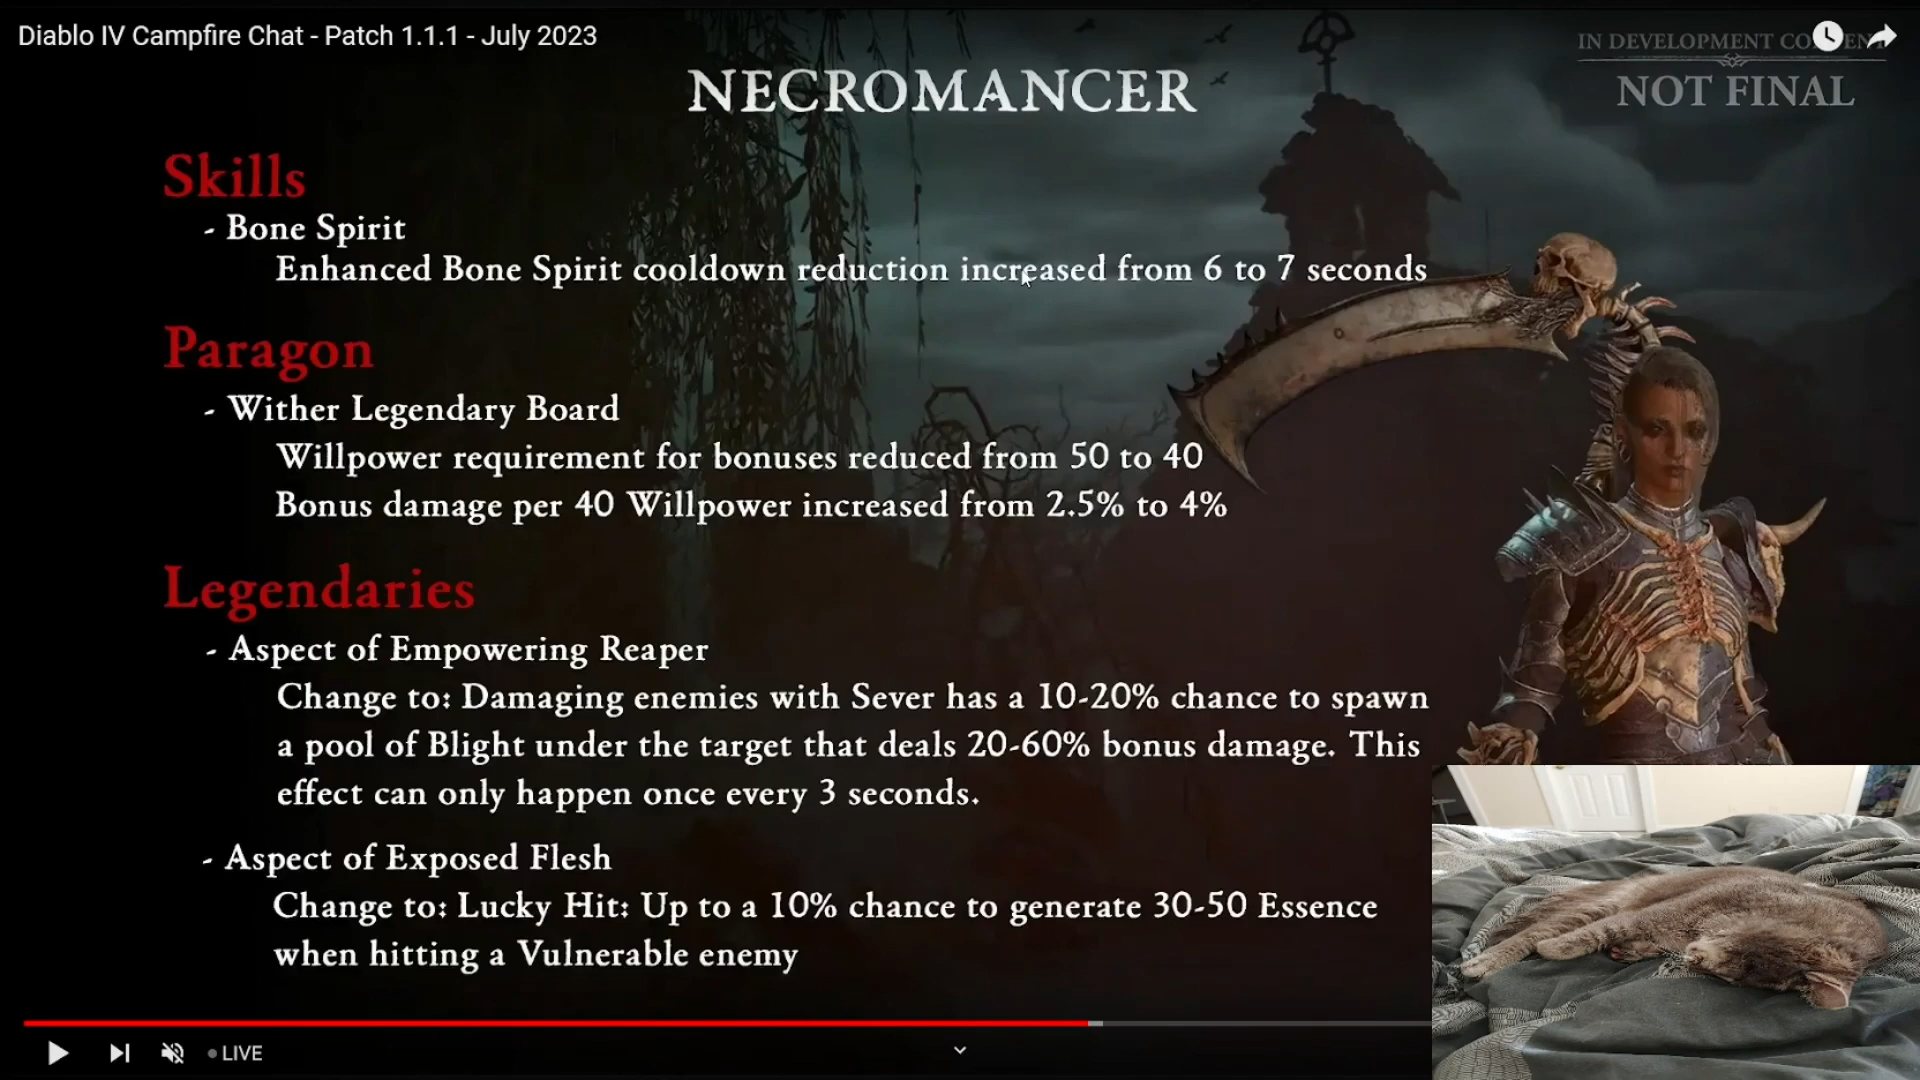 Diablo IV Campfire Chat - Patch 1.1.1 - July 2023
IN DEVELOPMENT
NOT FINAL
NECROMANCER
Skills
- Bone Spirit
Enhanced Bone Spirit cooldown reduction increased from 6 to 7 seconds
Paragon
- Wither Legendary Board
Willpower requirement for bonuses reduced from 50 to 40
Bonus damage per 40 Willpower increased from 2.5% to 4%
Legendaries
- Aspect of Empowering Reaper
Change to: Damaging enemies with Sever has a 10-20% chance to spawn
a pool of Blight under the target that deals 20-60% bonus damage. This
effect can only happen once every 3 seconds.
- Aspect of Exposed Flesh
Change to: Lucky Hit: Up to a 10% chance to generate 30-50 Essence
when hitting a Vulnerable enemy
LIVE